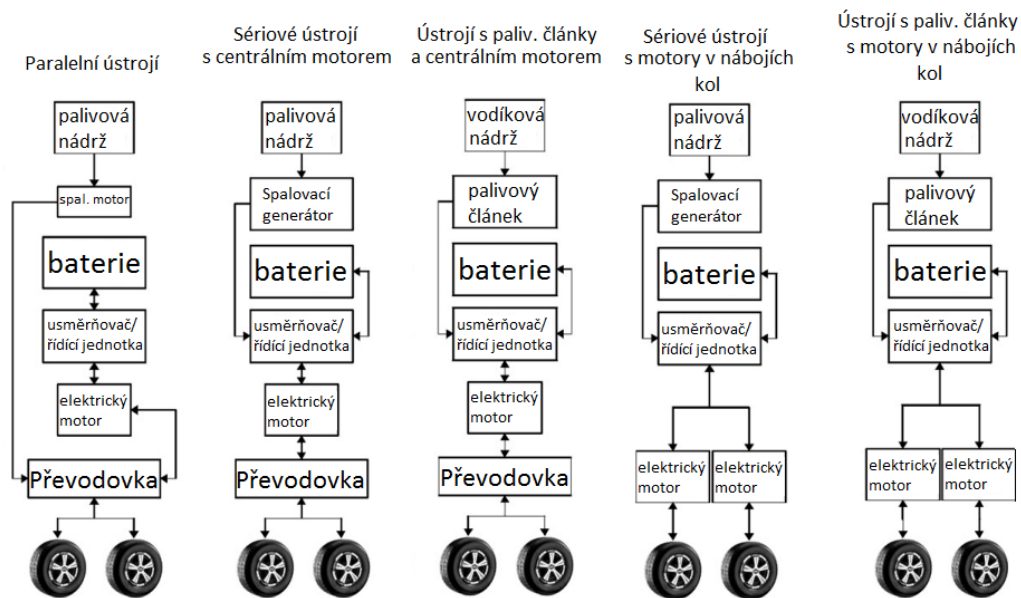 Paralelní ústrojí
palivová
nádrž
spal. motor
baterie
usměrňovač/
řídící jednotka
elektrický
motor
Převodovka
Sériové ústrojí
s centrálním motorem
palivová
nádrž
Spalovací
generátor
baterie
usměrňovač/
řídící jednotka
elektrický
motor
Převodovka
Ústrojí s paliv. články
a centrálním motorem
vodíková
nádrž
palivový
článek
baterie
usměrňovač/
řídící jednotka
elektrický
motor
Převodovka
Sériové ústrojí
s motory v nábojích
kol
palivová
nádrž
Spalovací
generátor
baterie
usměrňovač/
řídící jednotka
elektrický
motor
elektrický
motor
Ústrojí s paliv. články
s motory v nábojích
kol
vodíková
nádrž
palivový
článek
baterie
usměrňovač/
řídící jednotka
elektrický
motor
elektrický
motor